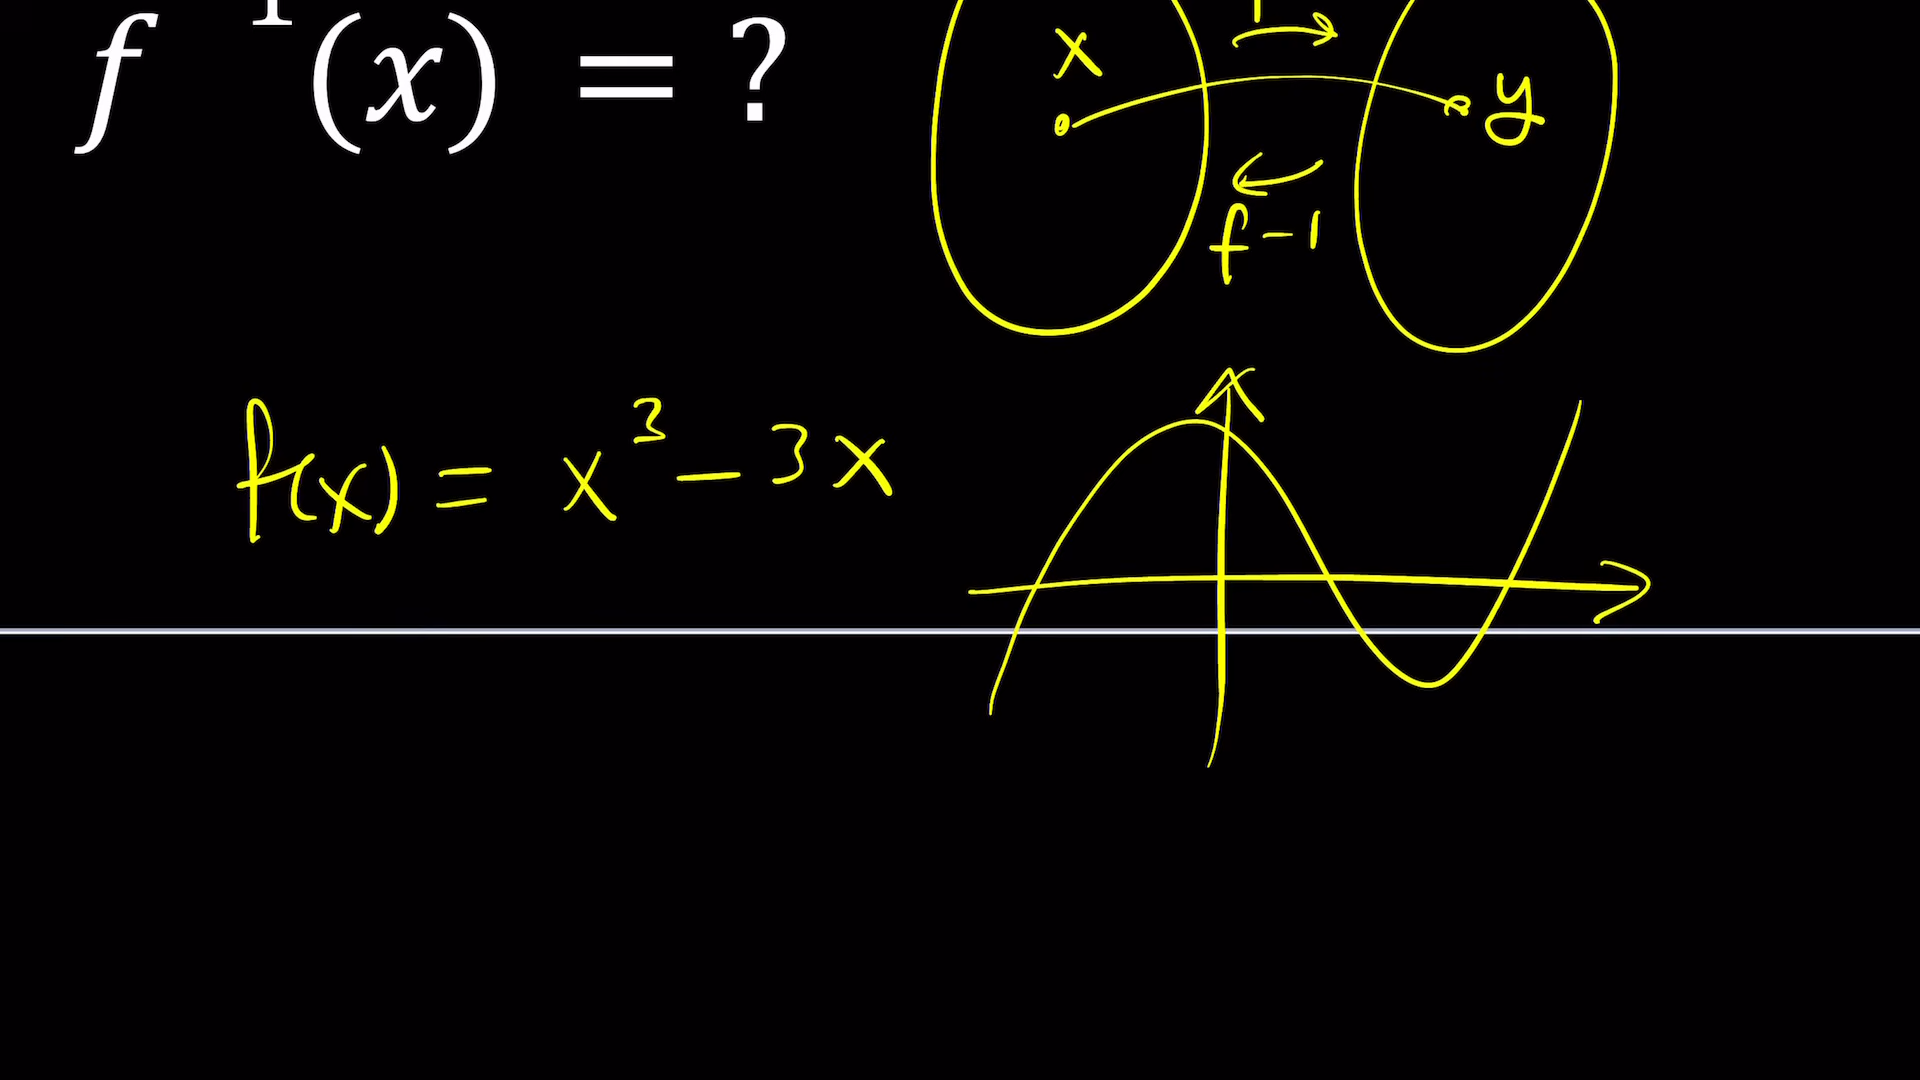 f⁻¹(x) = ?
x
y
f-1
f(x) = x³ - 3x